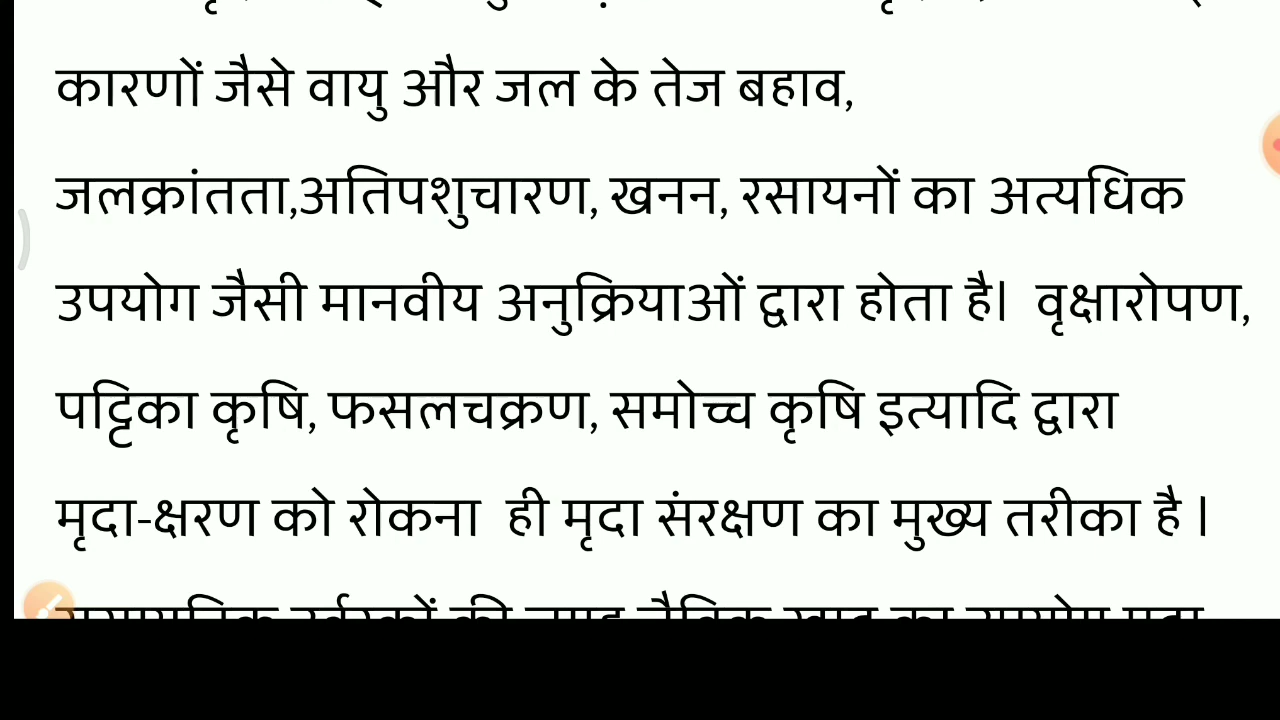 कारणों जैसे वायु और जल के तेज बहाव,
जलक्रांतता,अतिपशुचारण, खनन, रसायनों का अत्यधिक
उपयोग जैसी मानवीय अनुक्रियाओं द्वारा होता है।  वृक्षारोपण,
पट्टिका कृषि, फसलचक्रण, समोच्च कृषि इत्यादि द्वारा
मृदा-क्षरण को रोकना  ही मृदा संरक्षण का मुख्य तरीका है ।